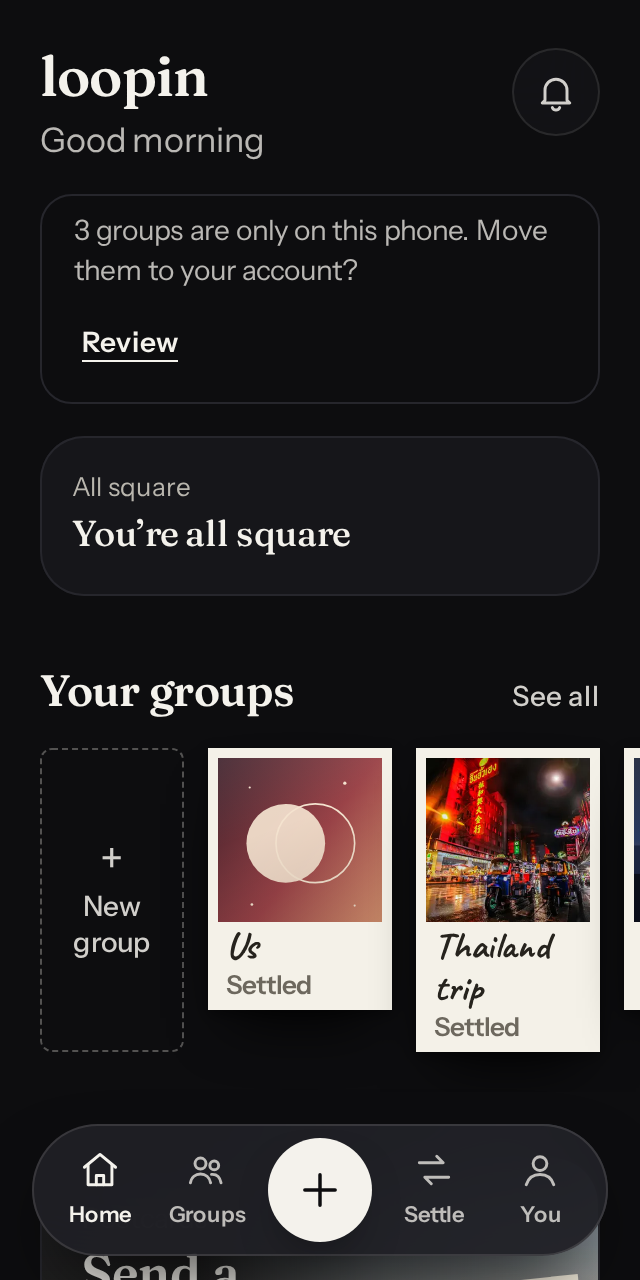 loopin
Good morning
3 groups are only on this phone. Move
them to your account?
Review
All square
You’re all square
Your groups
See all
+
New
group
Us
Settled
Thailand
trip
Settled
Home
Groups
Settle
You
Send a